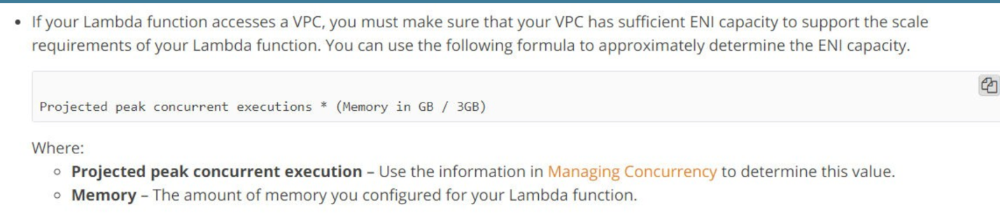 • If your Lambda function accesses a VPC, you must make sure that your VPC has sufficient ENI capacity to support the scale
requirements of your Lambda function. You can use the following formula to approximately determine the ENI capacity.
Projected peak concurrent executions * (Memory in GB / 3GB)
Where:
◦ Projected peak concurrent execution – Use the information in Managing Concurrency to determine this value.
◦ Memory – The amount of memory you configured for your Lambda function.